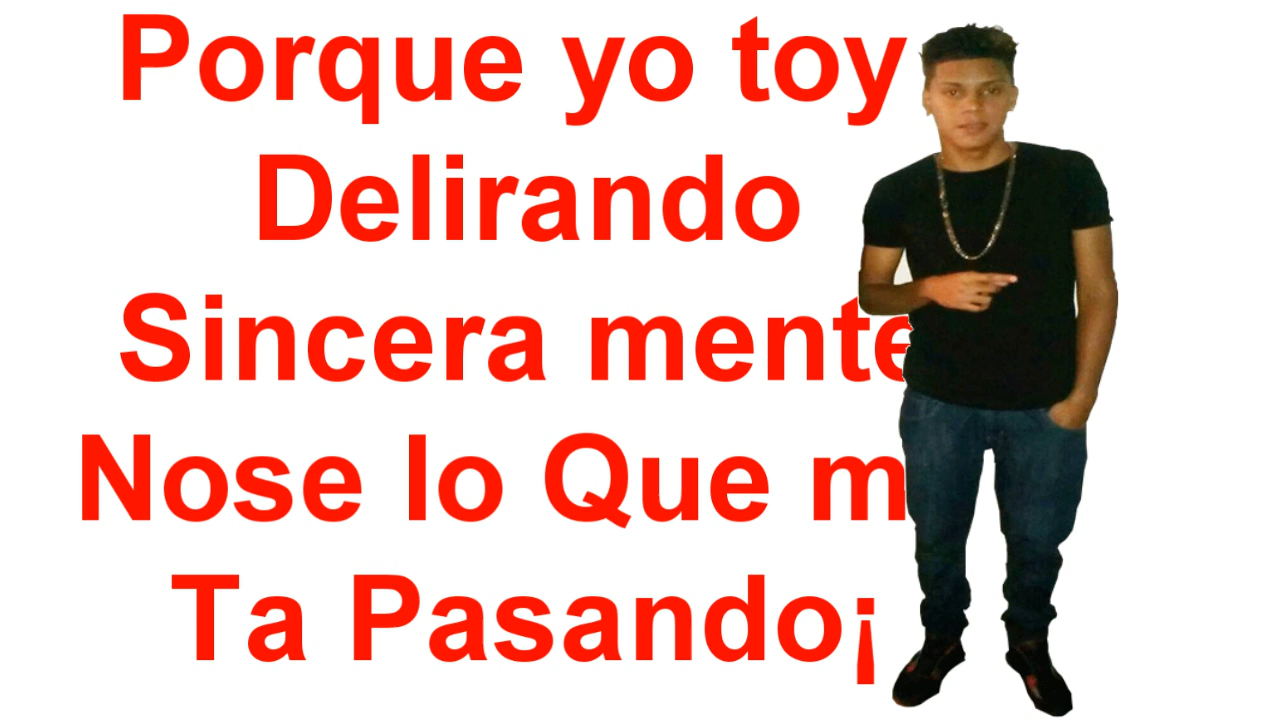 Porque yo toy
Delirando
Sincera mente
Nose lo Que m
Ta Pasando¡